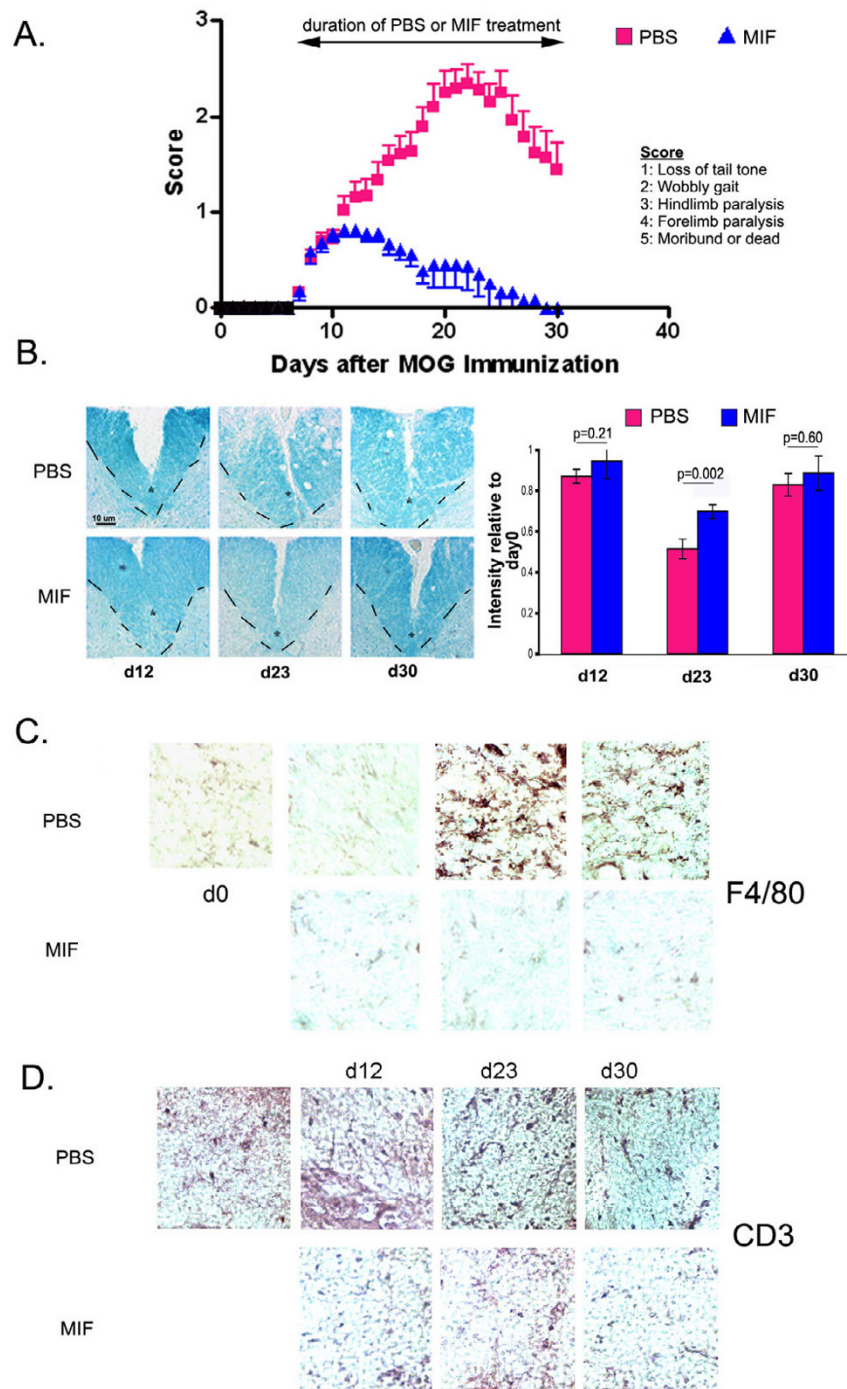 A.
duration of PBS or MIF treatment
PBS MIF
3
2
1
0
Score
Score
1: Loss of tail tone
2: Wobbly gait
3: Hindlimb paralysis
4: Forelimb paralysis
5: Moribund or dead
0 10 20 30 40
Days after MOG Immunization
B.
PBS
MIF
*
*
*
10 um
*
*
*
*
d12 d23 d30
PBS MIF
p=0.21
p=0.002
p=0.60
1
0.8
0.6
0.4
0.2
0
Intensity relative to
day0
d12 d23 d30
C.
PBS
d0
F4/80
MIF
d12 d23 d30
D.
PBS
CD3
MIF